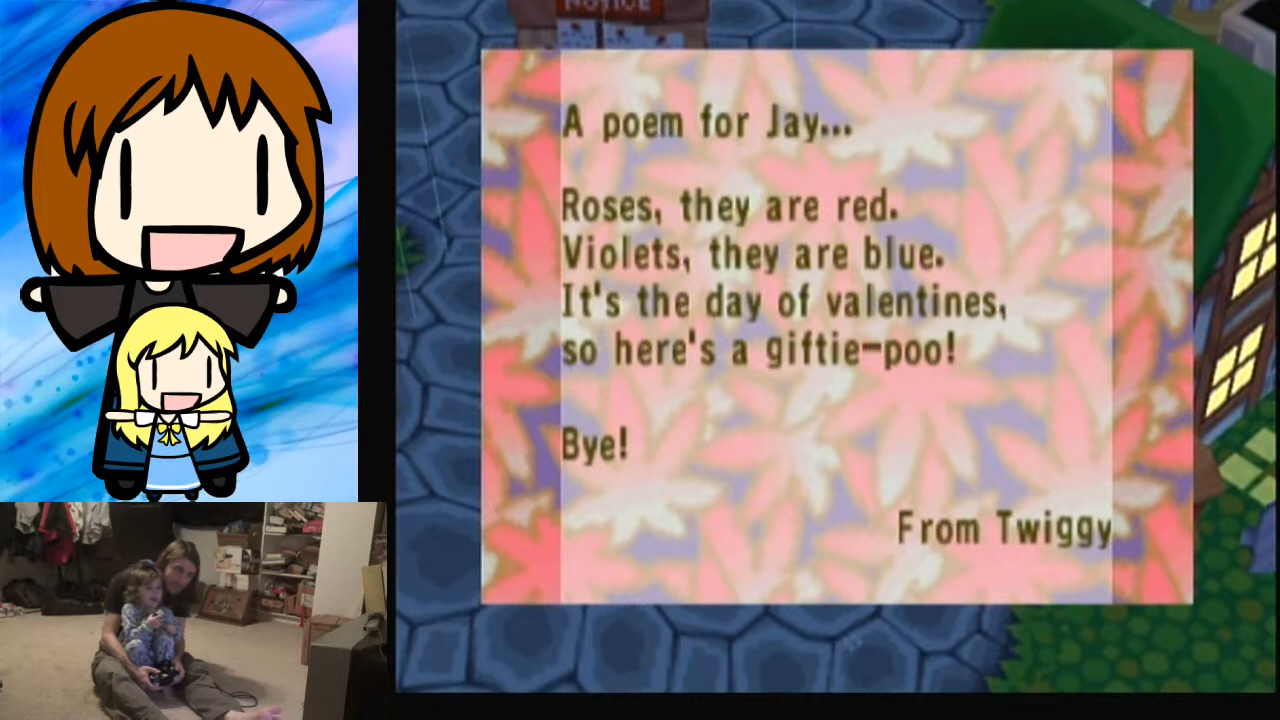 NOTICE
A poem for Jay...
Roses, they are red.
Violets, they are blue.
It's the day of valentines,
so here's a giftie-poo!
Bye!
From Twiggy